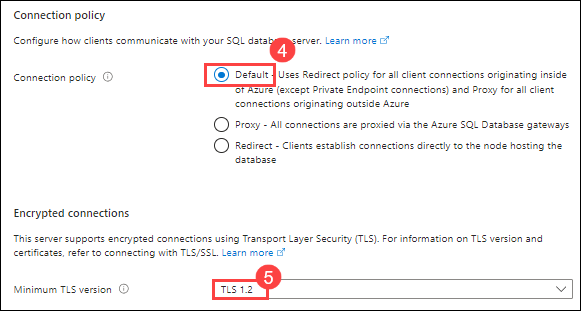 Connection policy
Configure how clients communicate with your SQL database server. Learn more
4
Connection policy
Default - Uses Redirect policy for all client connections originating inside
of Azure (except Private Endpoint connections) and Proxy for all client
connections originating outside Azure
Proxy - All connections are proxied via the Azure SQL Database gateways
Redirect - Clients establish connections directly to the node hosting the
database
Encrypted connections
This server supports encrypted connections using Transport Layer Security (TLS). For information on TLS version and
certificates, refer to connecting with TLS/SSL. Learn more
5
Minimum TLS version
TLS 1.2